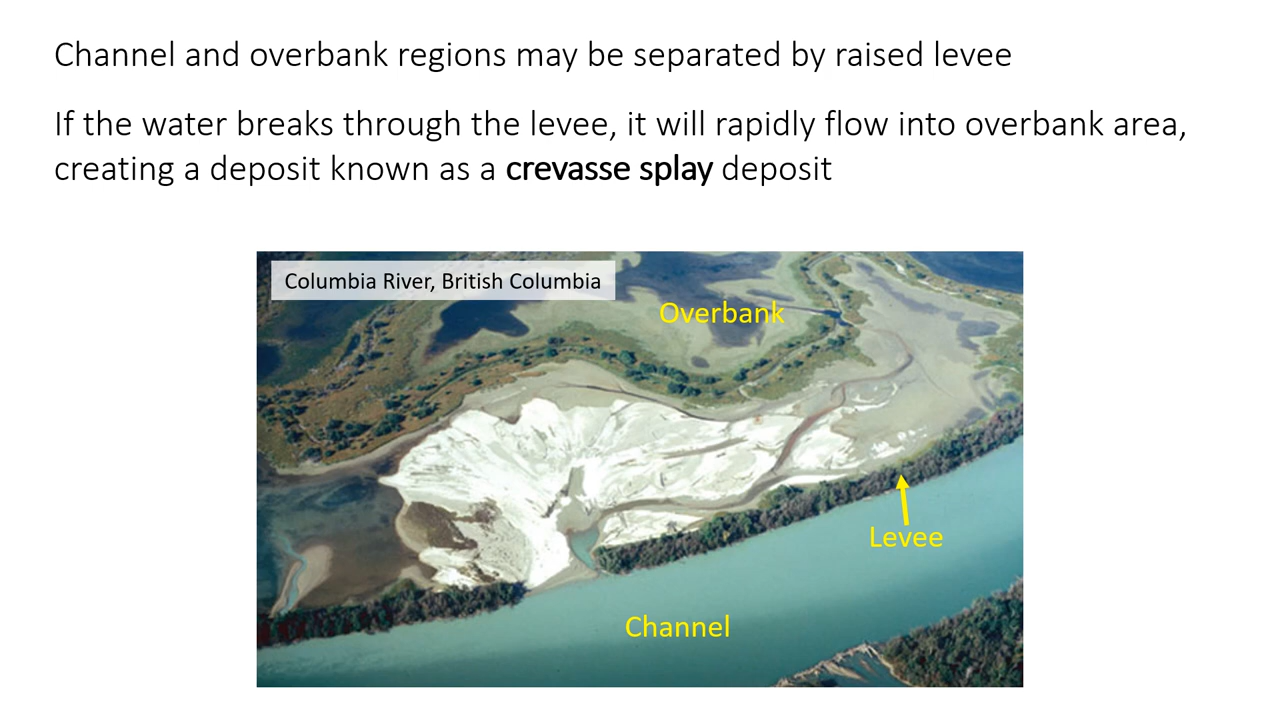 Channel and overbank regions may be separated by raised levee
If the water breaks through the levee, it will rapidly flow into overbank area,
creating a deposit known as a crevasse splay deposit
Columbia River, British Columbia
Overbank
Levee
Channel